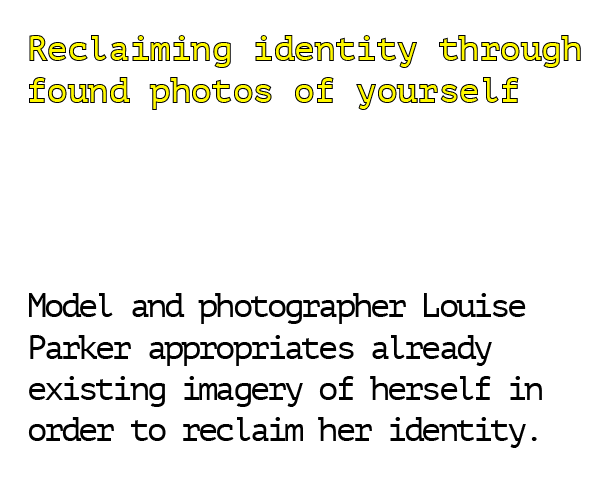 Reclaiming identity through
found photos of yourself
Model and photographer Louise
Parker appropriates already
existing imagery of herself in
order to reclaim her identity.